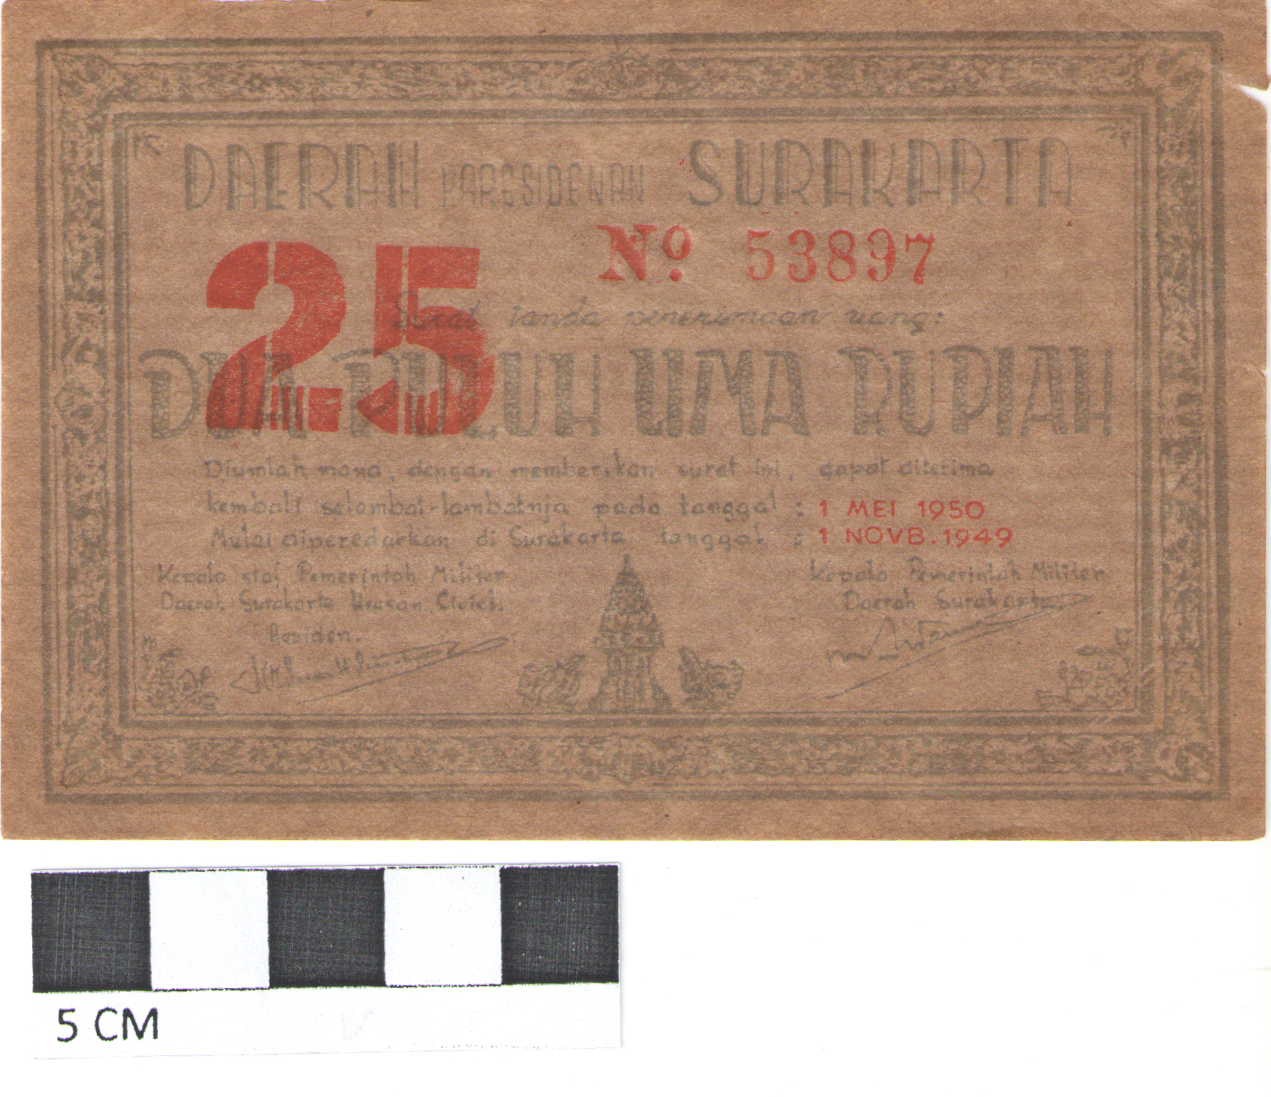 DAERAH KARESIDENAN SURAKARTA
25
No 53897
Surat tanda penerimaan uang:
DUA PULUH LIMA RUPIAH
Djumlah mana, dengan memberikan surat ini, dapat diterima
kembali selambat-lambatnja pada tanggal : 1 MEI 1950
Mulai diperedarkan di Surakarta tanggal : 1 NOVB. 1949
Kepala staf Pemerintah Militer
Daerah Surakarta Urusan Civiel.
Residen.
Kepala Pemerintah Militer
Daerah Surakarta.
5 CM